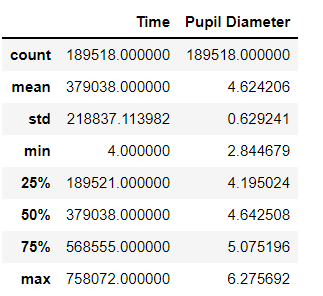 Time Pupil Diameter
count 189518.000000 189518.000000
mean 379038.000000 4.624206
std 218837.113982 0.629241
min 4.000000 2.844679
25% 189521.000000 4.195024
50% 379038.000000 4.642508
75% 568555.000000 5.075196
max 758072.000000 6.275692